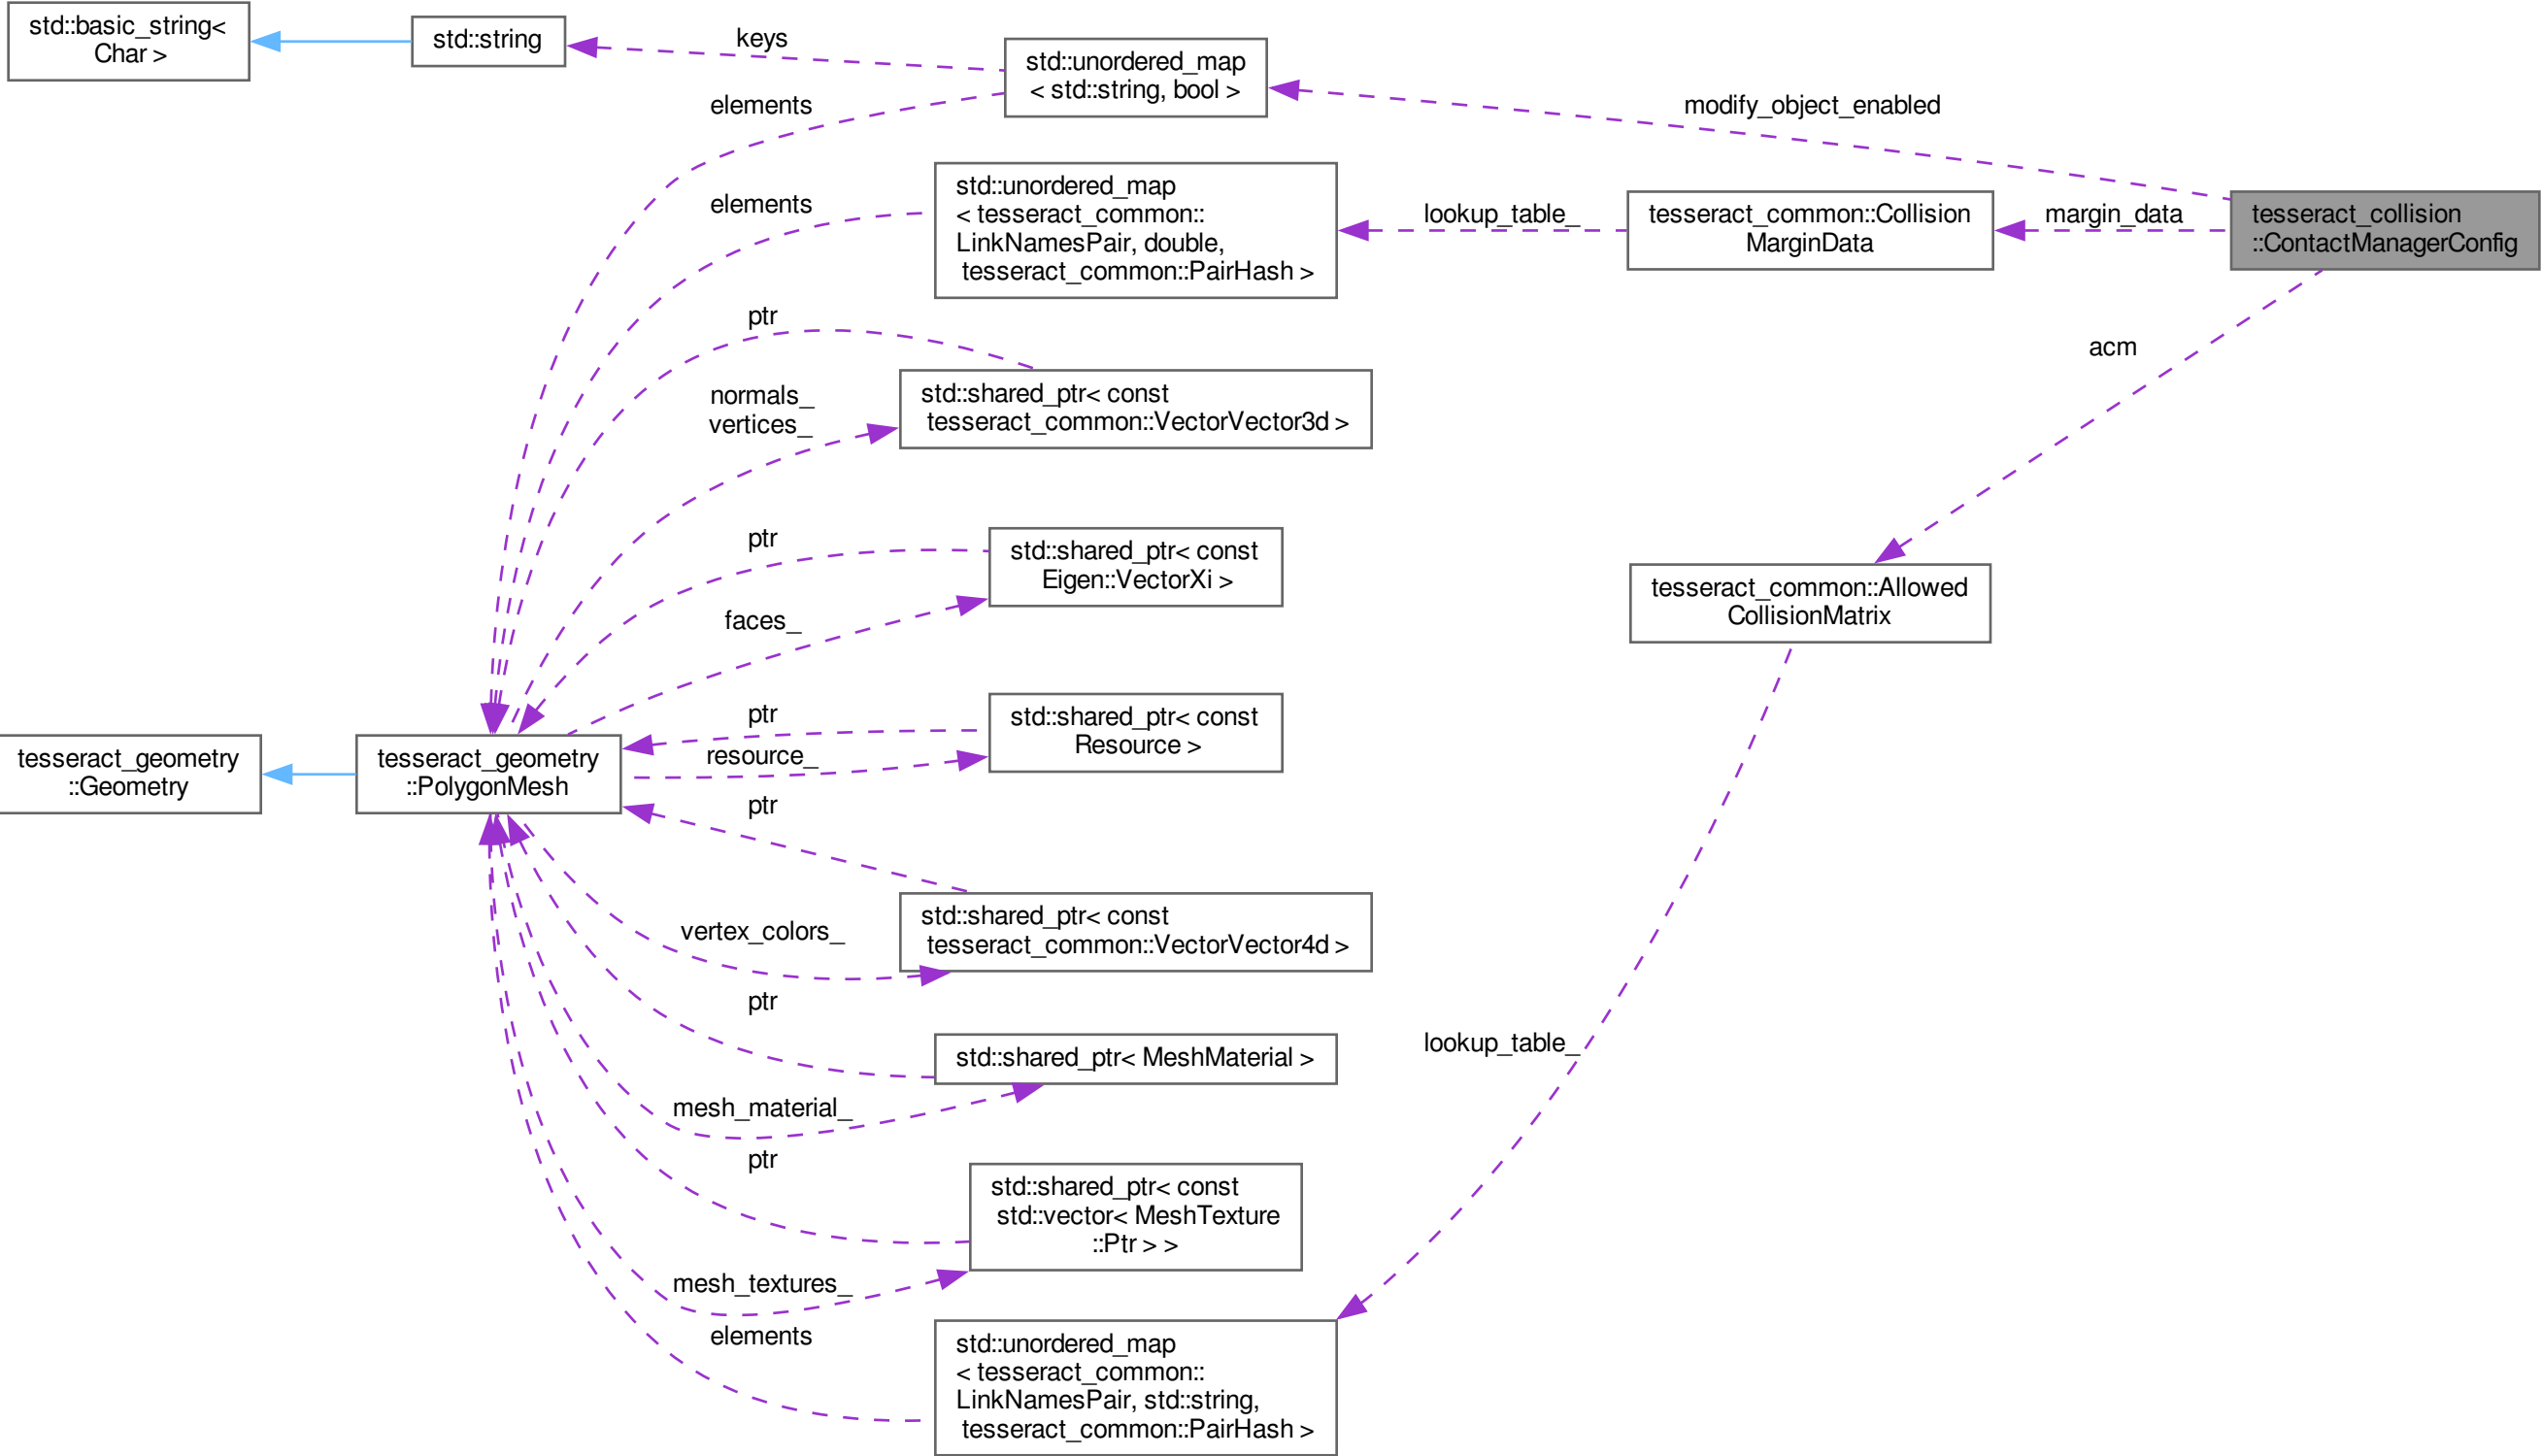 std::basic_string<
Char >
std::string
keys
std::unordered_map
< std::string, bool >
elements
modify_object_enabled
elements
std::unordered_map
< tesseract_common::
LinkNamesPair, double,
tesseract_common::PairHash >
lookup_table_
tesseract_common::Collision
MarginData
margin_data
tesseract_collision
::ContactManagerConfig
ptr
acm
normals_
vertices_
std::shared_ptr< const
tesseract_common::VectorVector3d >
ptr
std::shared_ptr< const
Eigen::VectorXi >
faces_
tesseract_common::Allowed
CollisionMatrix
ptr
std::shared_ptr< const
Resource >
resource_
tesseract_geometry
::Geometry
tesseract_geometry
::PolygonMesh
ptr
vertex_colors_
std::shared_ptr< const
tesseract_common::VectorVector4d >
ptr
lookup_table_
std::shared_ptr< MeshMaterial >
mesh_material_
ptr
std::shared_ptr< const
std::vector< MeshTexture
::Ptr > >
mesh_textures_
elements
std::unordered_map
< tesseract_common::
LinkNamesPair, std::string,
tesseract_common::PairHash >